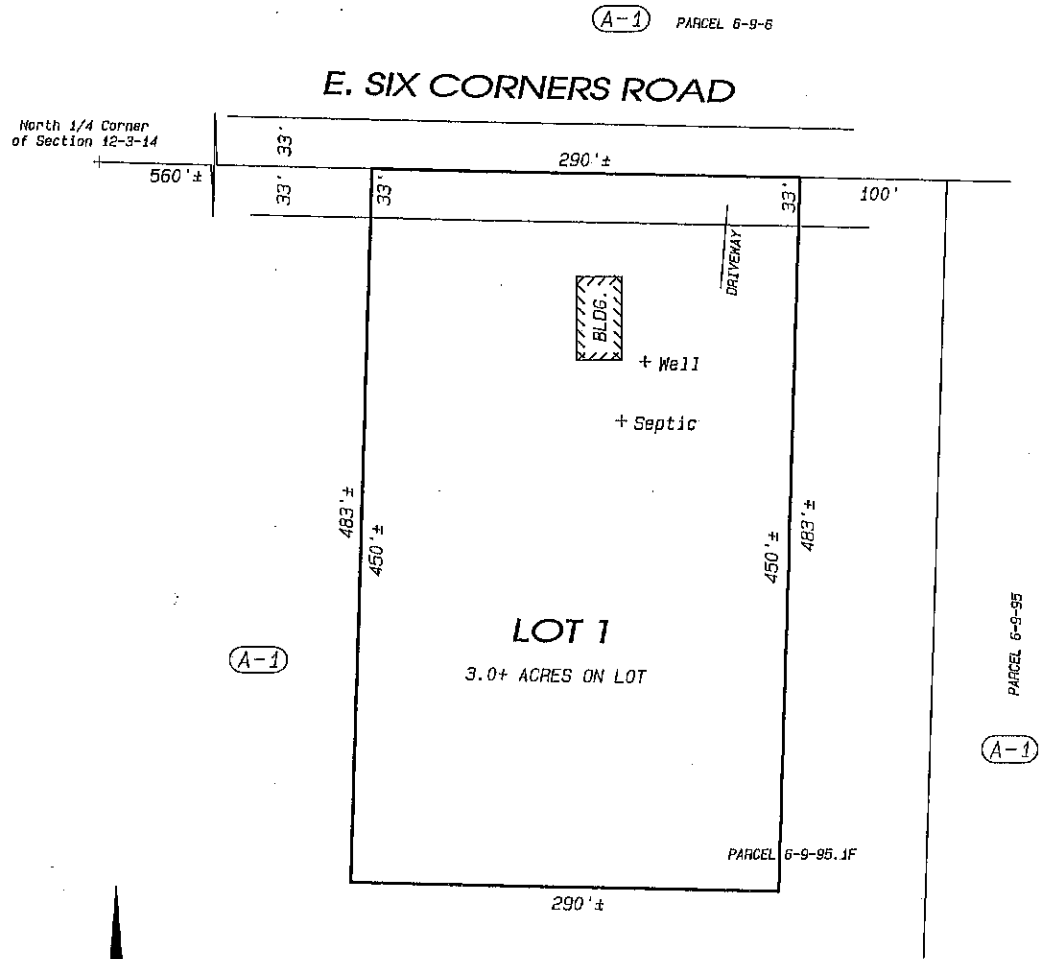 A-1 PARCEL 6-9-6
E. SIX CORNERS ROAD
North 1/4 Corner
of Section 12-3-14
33'
290'±
560'±
33'
33'
33'
100'
DRIVEWAY
BLDG.
+ Well
+ Septic
483'±
450'±
450'±
483'±
LOT 1
3.0+ ACRES ON LOT
A-1
PARCEL 6-9-95
A-1
PARCEL 6-9-95.1F
290'±